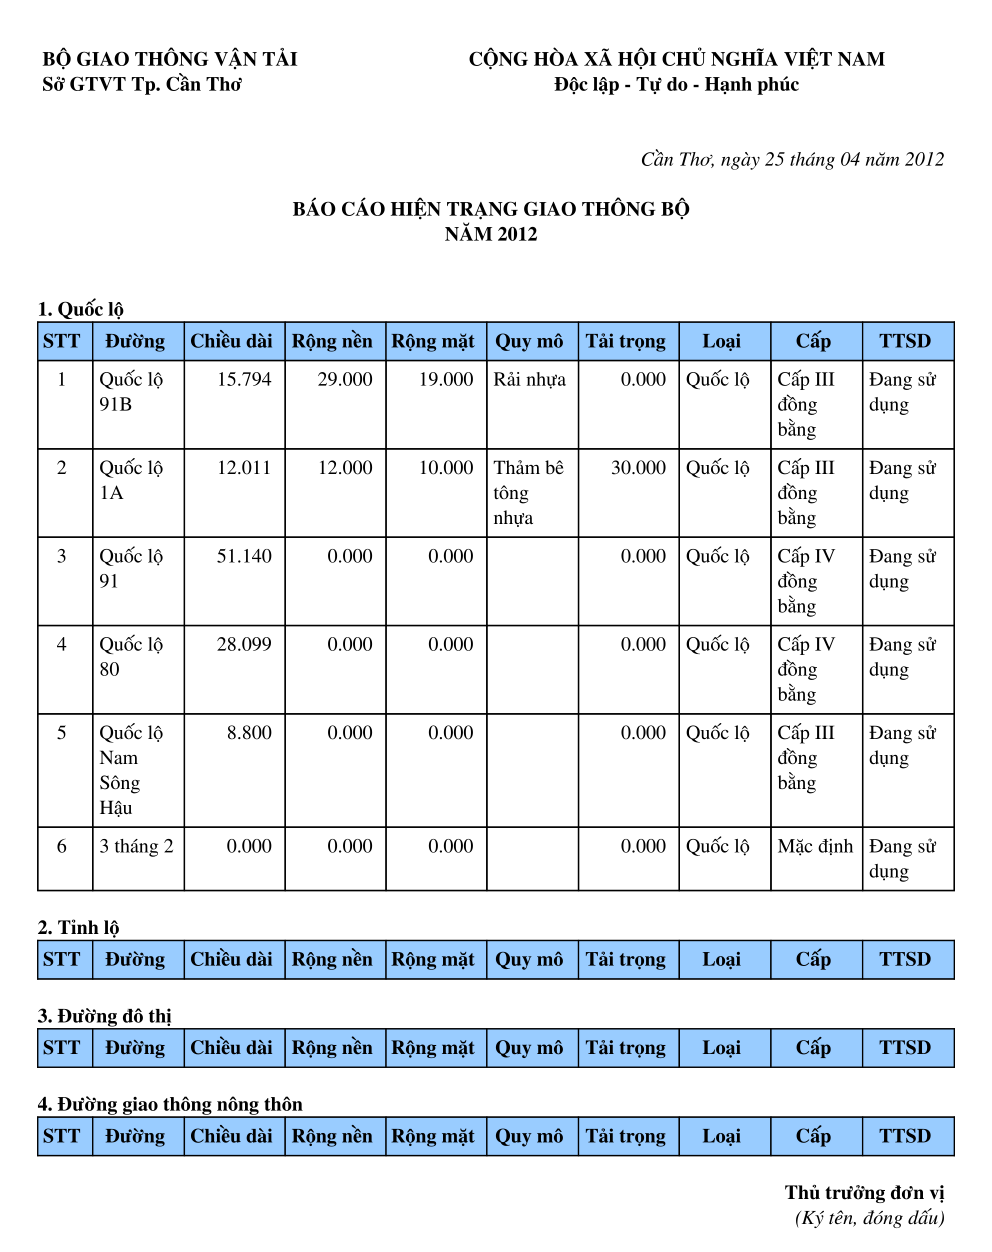 BỘ GIAO THÔNG VẬN TẢI CỘNG HÒA XÃ HỘI CHỦ NGHĨA VIỆT NAM
Sở GTVT Tp. Cần Thơ Độc lập - Tự do - Hạnh phúc
Cần Thơ, ngày 25 tháng 04 năm 2012
BÁO CÁO HIỆN TRẠNG GIAO THÔNG BỘ
NĂM 2012
1. Quốc lộ
STT Đường Chiều dài Rộng nền Rộng mặt Quy mô Tải trọng Loại Cấp TTSD
1 Quốc lộ 15.794 29.000 19.000 Rải nhựa 0.000 Quốc lộ Cấp III Đang sử
91B đồng dụng
bằng
2 Quốc lộ 12.011 12.000 10.000 Thảm bê 30.000 Quốc lộ Cấp III Đang sử
1A tông đồng dụng
nhựa bằng
3 Quốc lộ 51.140 0.000 0.000 0.000 Quốc lộ Cấp IV Đang sử
91 đồng dụng
bằng
4 Quốc lộ 28.099 0.000 0.000 0.000 Quốc lộ Cấp IV Đang sử
80 đồng dụng
bằng
5 Quốc lộ 8.800 0.000 0.000 0.000 Quốc lộ Cấp III Đang sử
Nam đồng dụng
Sông bằng
Hậu
6 3 tháng 2 0.000 0.000 0.000 0.000 Quốc lộ Mặc định Đang sử
dụng
2. Tỉnh lộ
STT Đường Chiều dài Rộng nền Rộng mặt Quy mô Tải trọng Loại Cấp TTSD
3. Đường đô thị
STT Đường Chiều dài Rộng nền Rộng mặt Quy mô Tải trọng Loại Cấp TTSD
4. Đường giao thông nông thôn
STT Đường Chiều dài Rộng nền Rộng mặt Quy mô Tải trọng Loại Cấp TTSD
Thủ trưởng đơn vị
(Ký tên, đóng dấu)